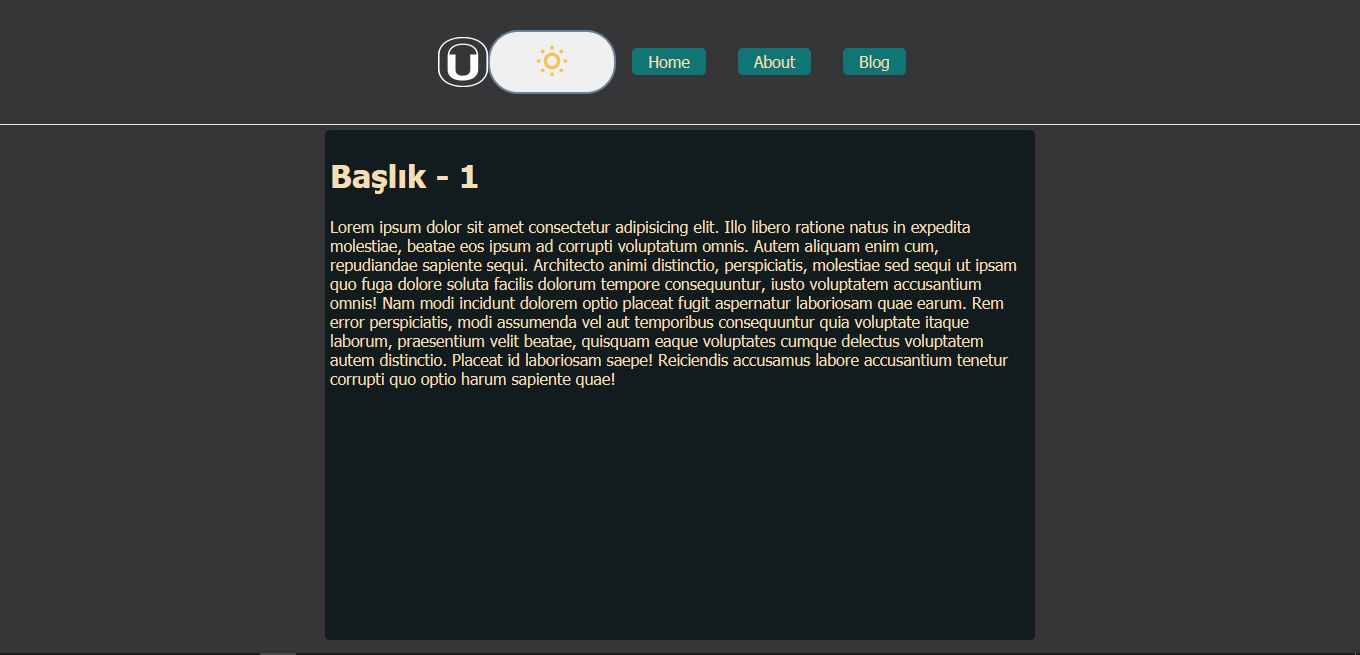 U
Home
About
Blog
Başlık - 1
Lorem ipsum dolor sit amet consectetur adipisicing elit. Illo libero ratione natus in expedita
molestiae, beatae eos ipsum ad corrupti voluptatum omnis. Autem aliquam enim cum,
repudiandae sapiente sequi. Architecto animi distinctio, perspiciatis, molestiae sed sequi ut ipsam
quo fuga dolore soluta facilis dolorum tempore consequuntur, iusto voluptatem accusantium
omnis! Nam modi incidunt dolorem optio placeat fugit aspernatur laboriosam quae earum. Rem
error perspiciatis, modi assumenda vel aut temporibus consequuntur quia voluptate itaque
laborum, praesentium velit beatae, quisquam eaque voluptates cumque delectus voluptatem
autem distinctio. Placeat id laboriosam saepe! Reiciendis accusamus labore accusantium tenetur
corrupti quo optio harum sapiente quae!